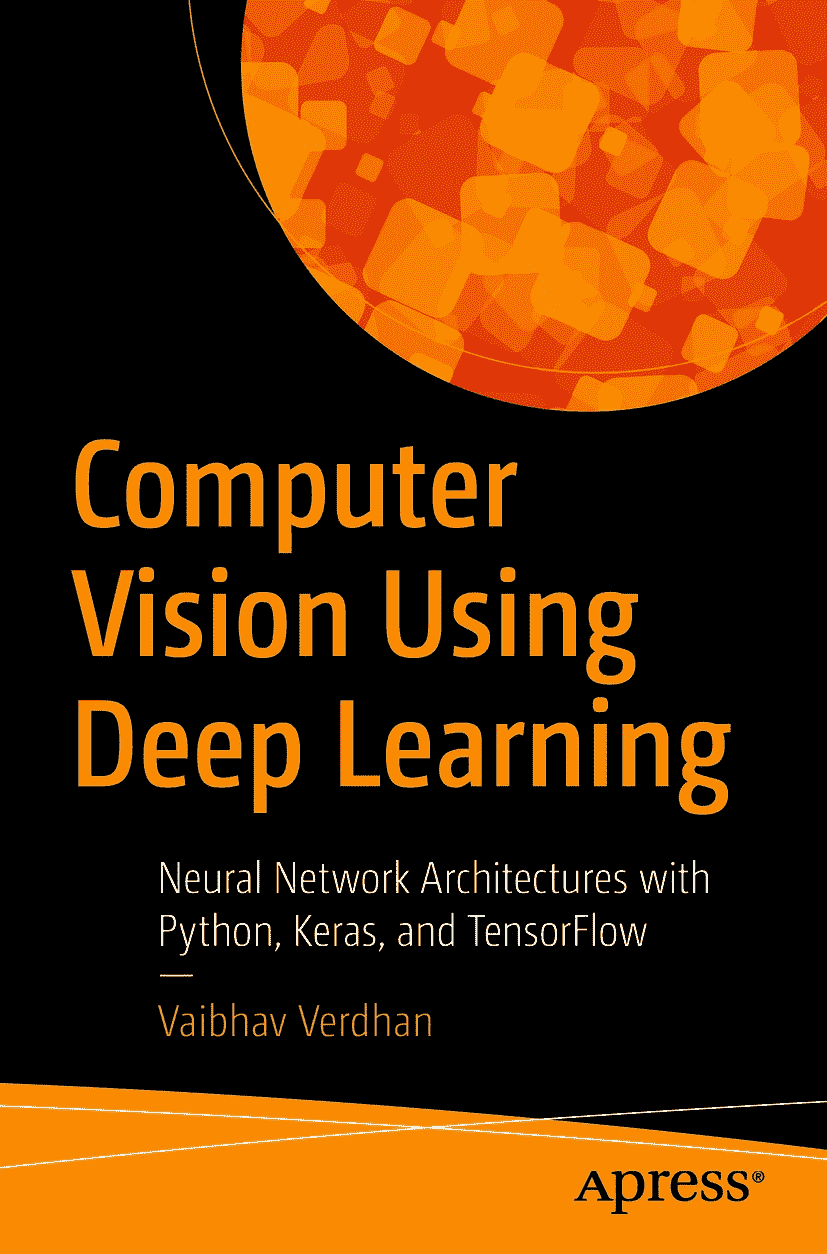 Computer
Vision Using
Deep Learning
Neural Network Architectures with
Python, Keras, and TensorFlow
—
Vaibhav Verdhan
Apress®